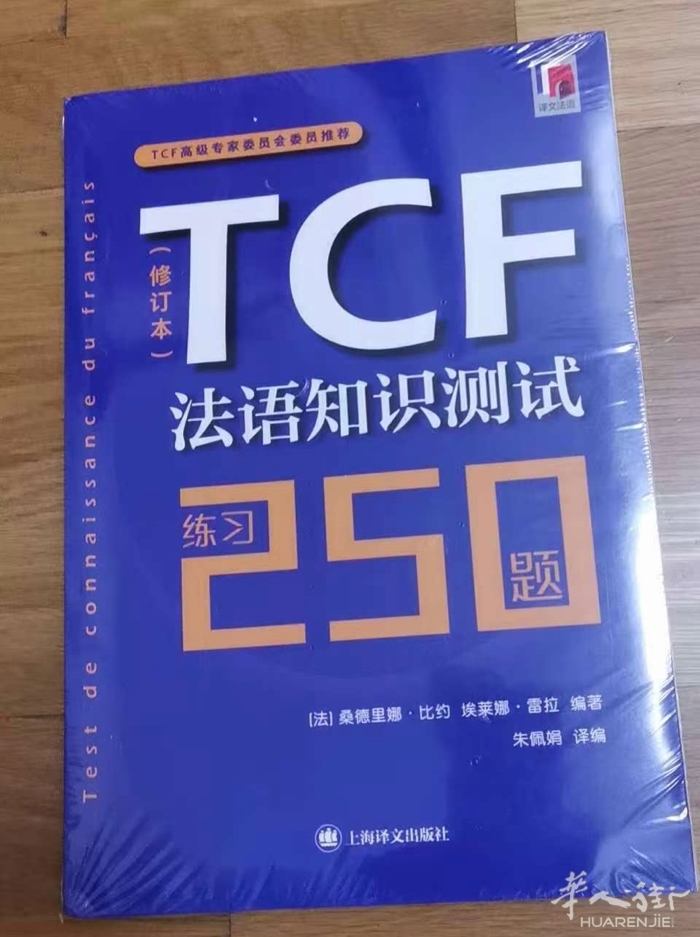 译文法语
TCF高级专家委员会委员推荐
TCF
(修订本)
Test de connaissance du français
法语知识测试
练习
250
题
[法] 桑德里娜·比约 埃莱娜·雷拉 编著
朱佩娟 译编
上海译文出版社
华人街
HUARENJIE